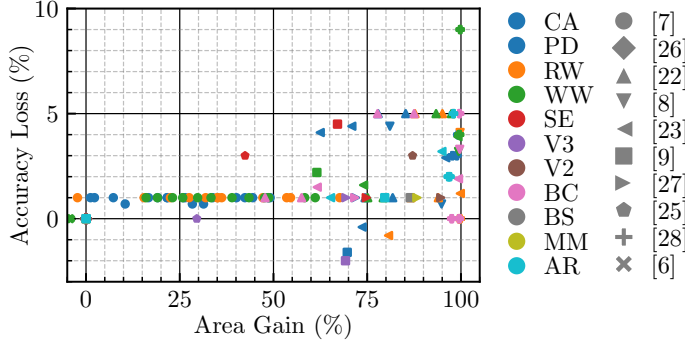 10
5
0
0
25
50
75
100
Accuracy Loss (%)
Area Gain (%)
CA
PD
RW
WW
SE
V3
V2
BC
BS
MM
AR
[7]
[26]
[22]
[8]
[23]
[9]
[27]
[25]
[28]
[6]